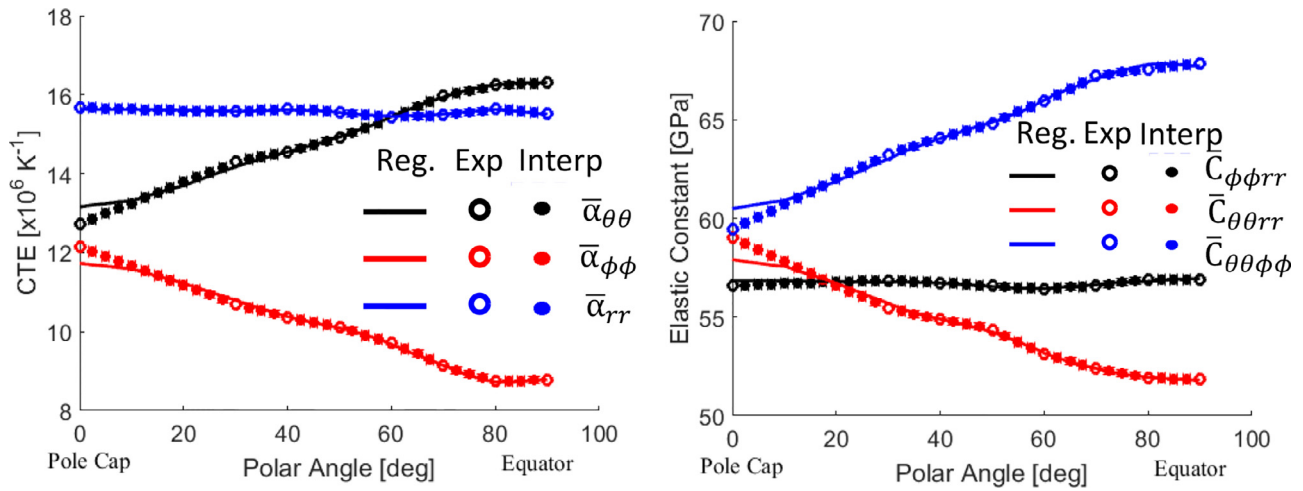 18
16
14
12
10
8
CTE [x10⁶ K⁻¹]
Reg. Exp Interp
ᾱθθ
ᾱϕϕ
ᾱrr
0 20 40 60 80 100
Pole Cap Polar Angle [deg] Equator
70
65
60
55
50
Elastic Constant [GPa]
Reg. Exp Interp
C̄ϕϕrr
C̄θθrr
C̄θθϕϕ
0 20 40 60 80 100
Pole Cap Polar Angle [deg] Equator